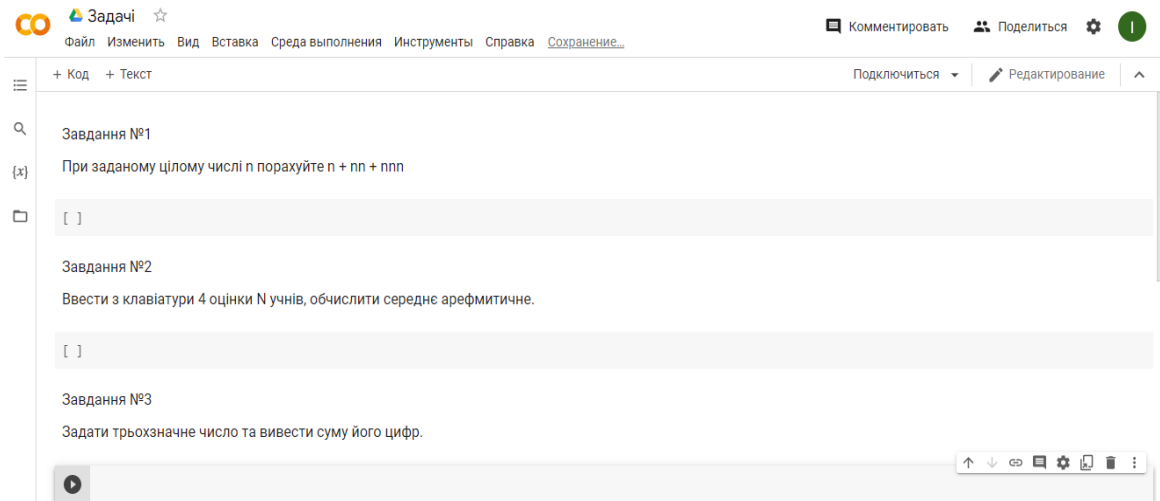 Задачі
Файл Изменить Вид Вставка Среда выполнения Инструменты Справка Сохранение...
Комментировать Поделиться I
+ Код + Текст Подключиться Редактирование
Завдання №1
{x} При заданому цілому числі n порахуйте n + nn + nnn
[ ]
Завдання №2
Ввести з клавіатури 4 оцінки N учнів, обчислити середнє арефмитичне.
[ ]
Завдання №3
Задати трьохзначне число та вивести суму його цифр.